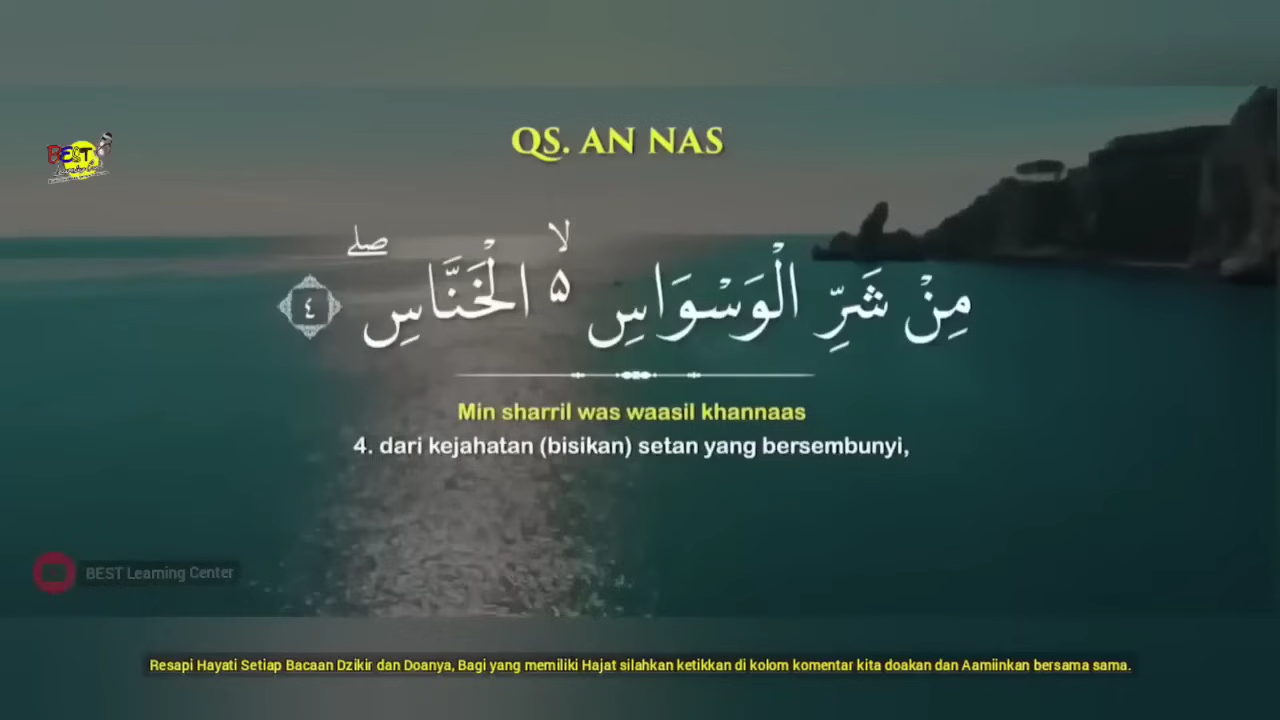 BEST
QS. AN NAS
مِنْ شَرِّ الْوَسْوَاسِ ۵ۙ الْخَنَّاسِۖ ٤
Min sharril was waasil khannaas
4. dari kejahatan (bisikan) setan yang bersembunyi,
BEST Learning Center
Resapi Hayati Setiap Bacaan Dzikir dan Doanya, Bagi yang memiliki Hajat silahkan ketikkan di kolom komentar kita doakan dan Aamiinkan bersama sama.